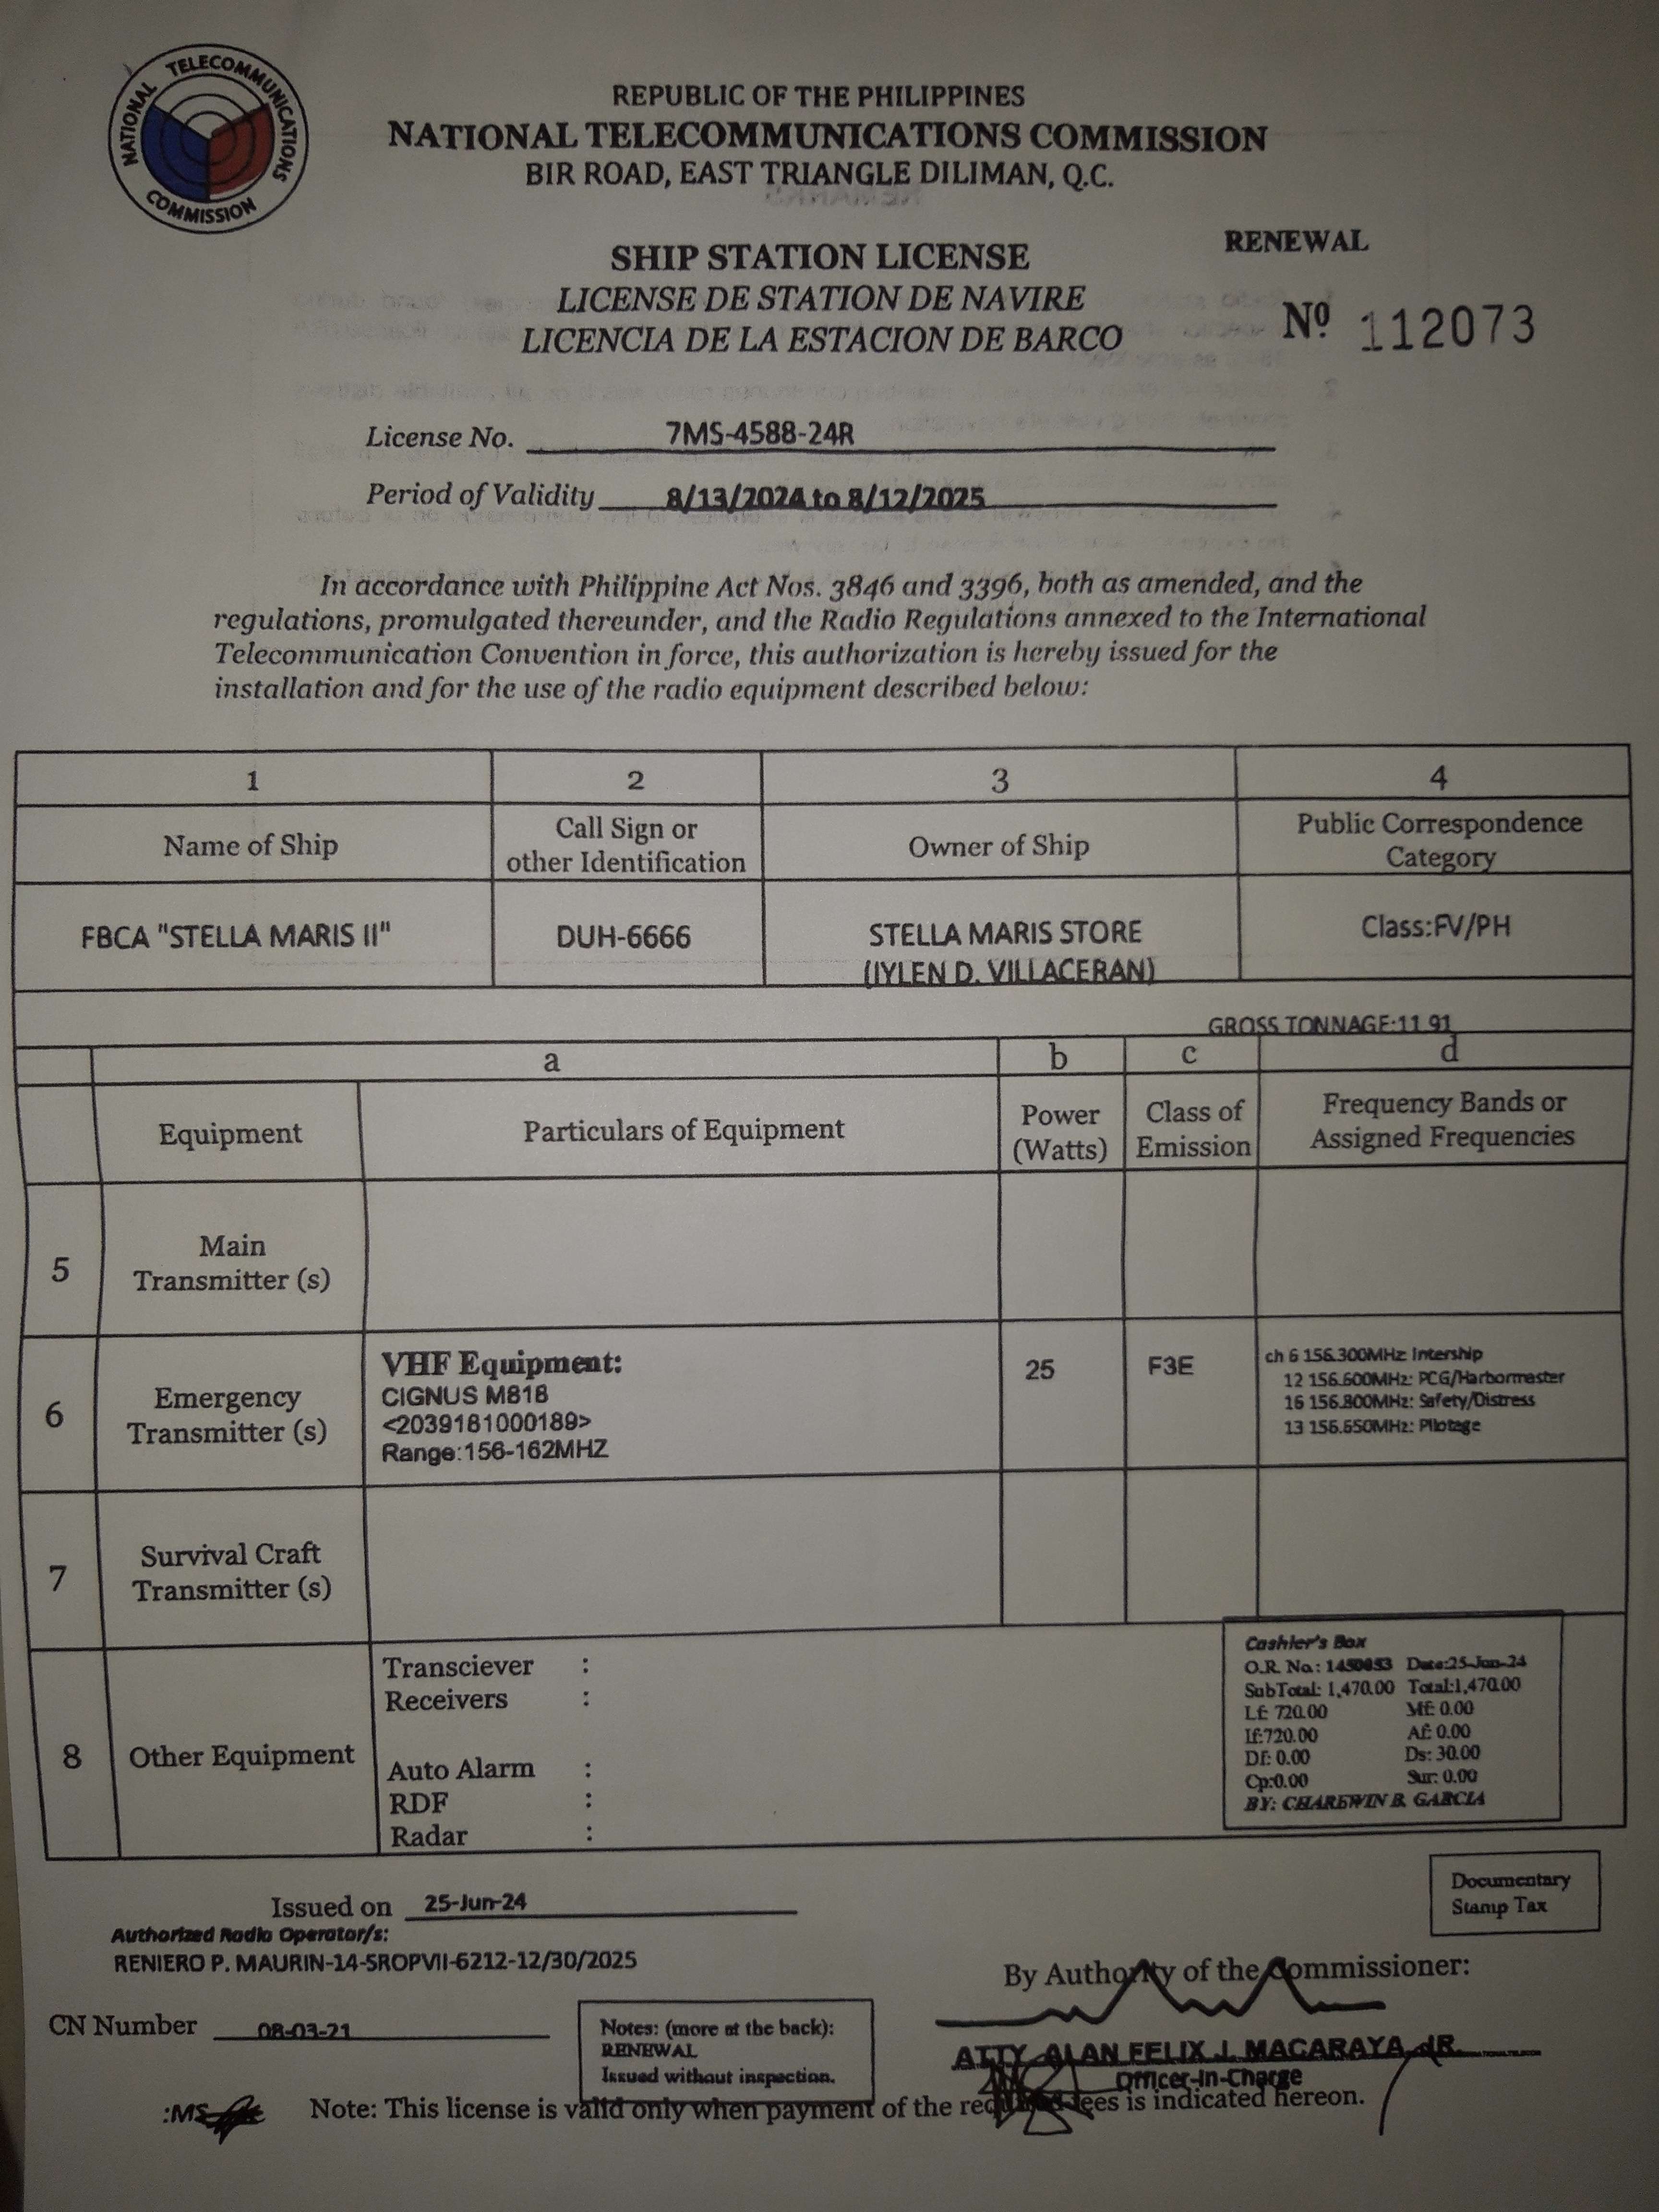 NATIONAL TELECOMMUNICATIONS COMMISSION
REPUBLIC OF THE PHILIPPINES
NATIONAL TELECOMMUNICATIONS COMMISSION
BIR ROAD, EAST TRIANGLE DILIMAN, Q.C.
RENEWAL
SHIP STATION LICENSE
LICENSE DE STATION DE NAVIRE
LICENCIA DE LA ESTACION DE BARCO
Nº 112073
License No. 7MS-4588-24R
Period of Validity 8/13/2024 to 8/12/2025
In accordance with Philippine Act Nos. 3846 and 3396, both as amended, and the
regulations, promulgated thereunder, and the Radio Regulations annexed to the International
Telecommunication Convention in force, this authorization is hereby issued for the
installation and for the use of the radio equipment described below:
1 2 3 4
Name of Ship
Call Sign or
other Identification
Owner of Ship
Public Correspondence
Category
FBCA "STELLA MARIS II"
DUH-6666
STELLA MARIS STORE
(IYLEN D. VILLACERAN)
Class:FV/PH
GROSS TONNAGE:11.91
a b c d
Equipment
Particulars of Equipment
Power
(Watts)
Class of
Emission
Frequency Bands or
Assigned Frequencies
5
Main
Transmitter (s)
6
Emergency
Transmitter (s)
VHF Equipment:
CIGNUS M818
<2039181000189>
Range:156-162MHZ
25
F3E
ch 6 156.300MHz Intership
12 156.600MHz: PCG/Harbormaster
16 156.800MHz: Safety/Distress
13 156.650MHz: Pilotage
7
Survival Craft
Transmitter (s)
8
Other Equipment
Transciever :
Receivers :
Auto Alarm :
RDF :
Radar :
Cashier's Box
O.R. No.: 1450053 Date:25-Jun-24
SubTotal: 1,470.00 Total:1,470.00
Lf: 720.00 Mf: 0.00
If:720.00 Af: 0.00
Df: 0.00 Ds: 30.00
Cp:0.00 Sur: 0.00
BY: CHAREWIN B. GARCIA
Documentary
Stamp Tax
Issued on 25-Jun-24
Authorized Radio Operator/s:
RENIERO P. MAURIN-14-SROPVII-6212-12/30/2025
By Authority of the Commissioner:
CN Number 08-03-21
Notes: (more at the back):
RENEWAL
Issued without inspection.
ATTY. ALAN FELIX J. MACARAYA, JR.
Officer-In-Charge
:MS
Note: This license is valid only when payment of the required fees is indicated hereon.